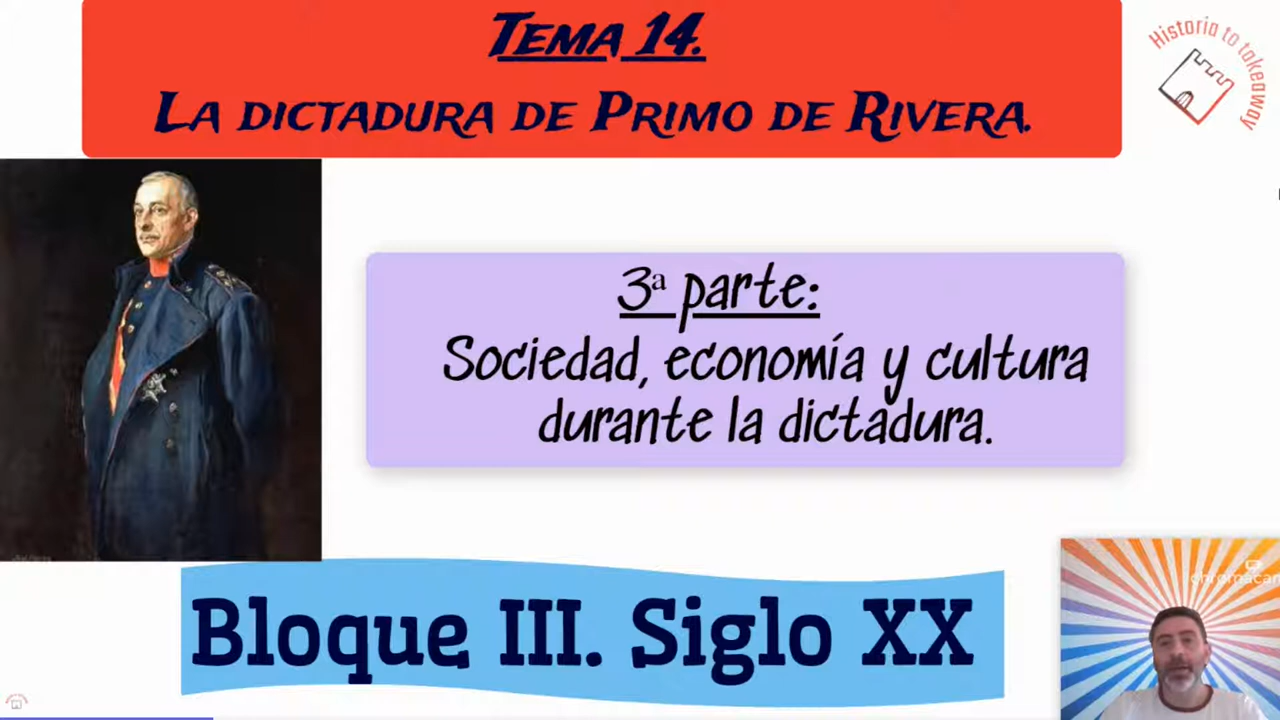 TEMA 14.
LA DICTADURA DE PRIMO DE RIVERA.
Historia to takeaway
3ª parte:
Sociedad, economía y cultura
durante la dictadura.
Bloque III. Siglo XX
chromacam